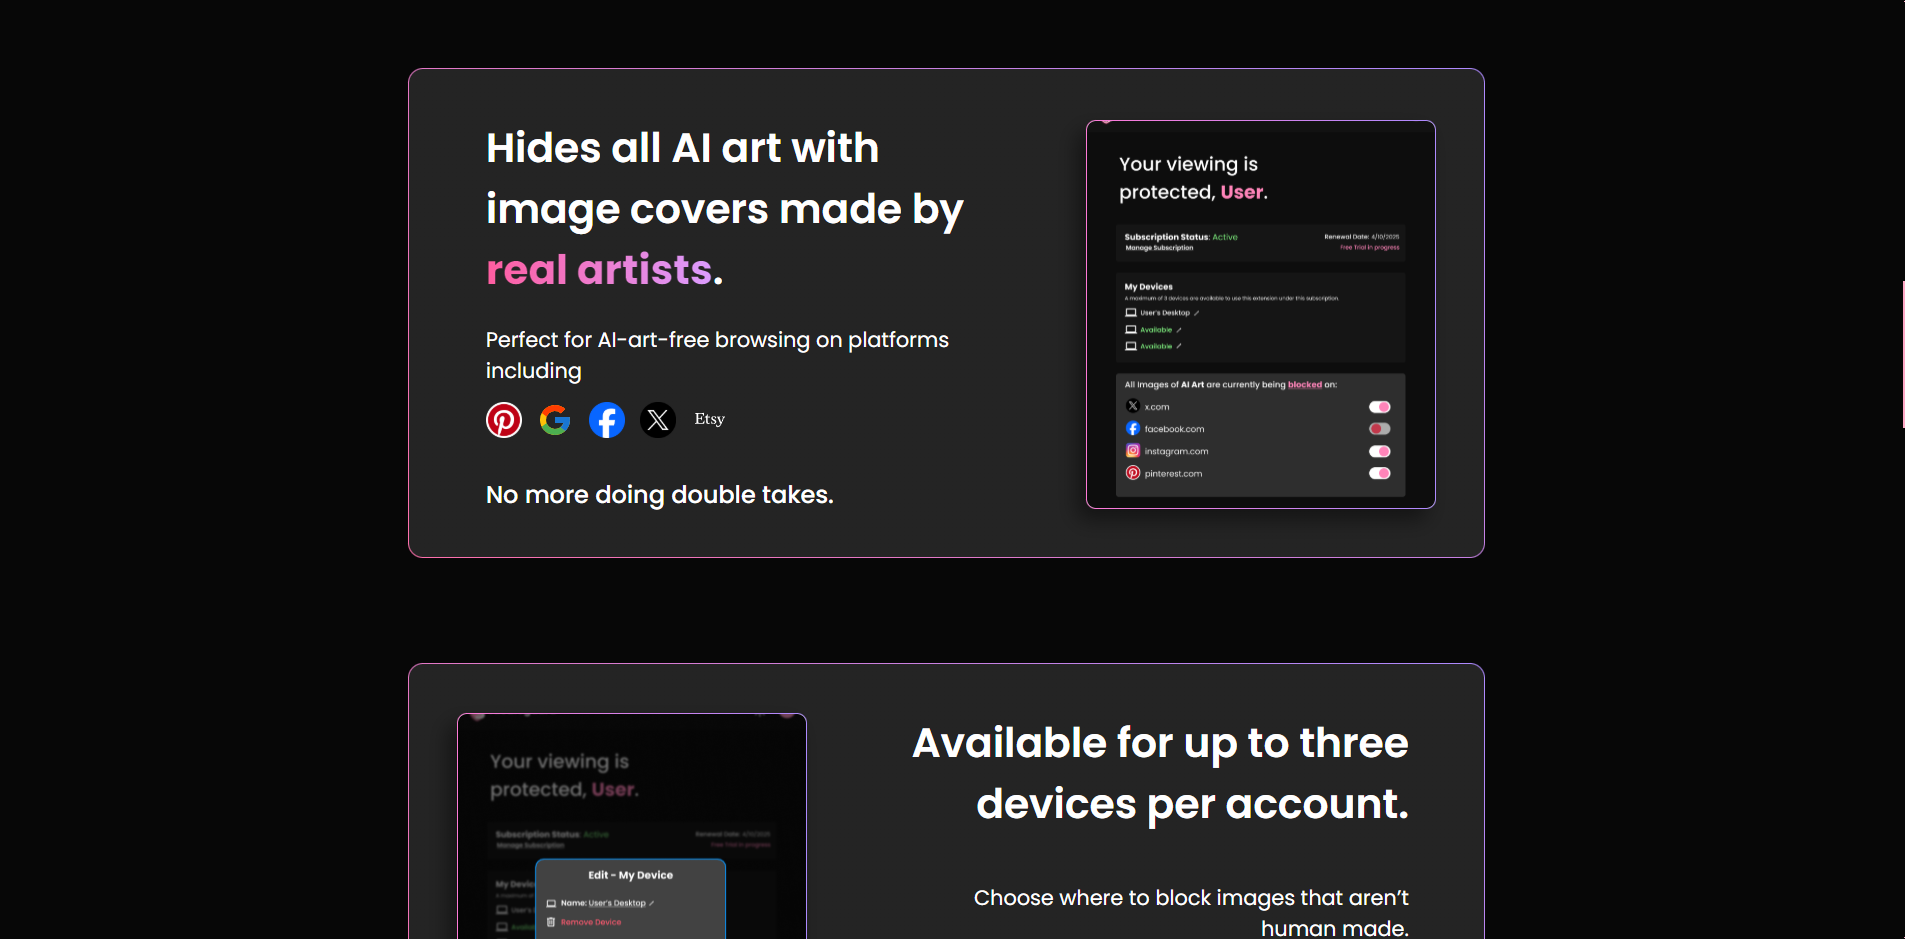 Hides all AI art with
image covers made by
real artists.
Perfect for AI-art-free browsing on platforms
including
Etsy
No more doing double takes.
Your viewing is
protected, User.
Subscription Status: Active
Renewal Date: 4/10/2025
Manage Subscription
Free Trial in progress
My Devices
A maximum of 3 devices are available to use this extension under this subscription.
User's Desktop
Available
Available
All images of AI Art are currently being blocked on:
x.com
facebook.com
instagram.com
pinterest.com
Your viewing is
protected, User.
Subscription Status: Active
Renewal Date: 4/10/2025
Manage Subscription
Free Trial in progress
Edit - My Device
Name: User's Desktop
Remove Device
Available for up to three
devices per account.
Choose where to block images that aren’t
human made.